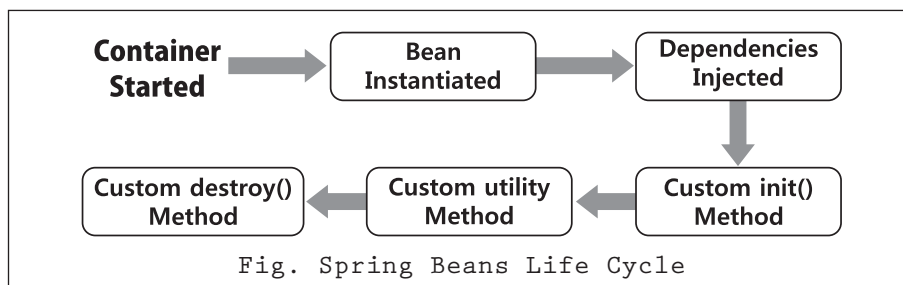 Container
Started
Bean
Instantiated
Dependencies
Injected
Custom destroy()
Method
Custom utility
Method
Custom init()
Method
Fig. Spring Beans Life Cycle